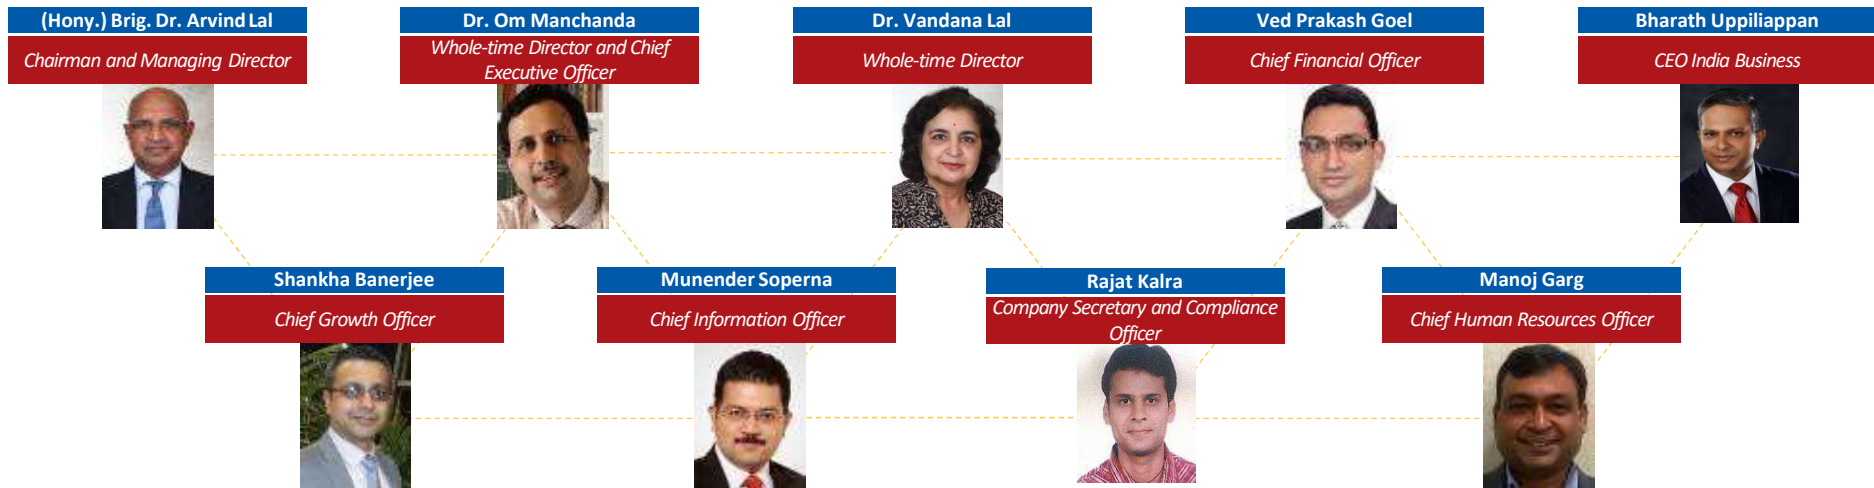 (Hony.) Brig. Dr. Arvind Lal
Chairman and Managing Director
Dr. Om Manchanda
Whole-time Director and Chief
Executive Officer
Dr. Vandana Lal
Whole-time Director
Ved Prakash Goel
Chief Financial Officer
Bharath Uppiliappan
CEO India Business
Shankha Banerjee
Chief Growth Officer
Munender Soperna
Chief Information Officer
Rajat Kalra
Company Secretary and Compliance
Officer
Manoj Garg
Chief Human Resources Officer